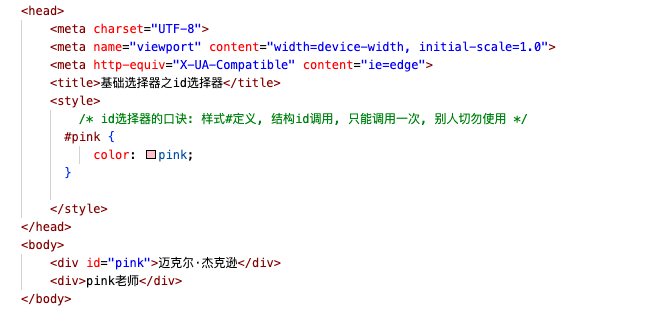 <head>
<meta charset="UTF-8">
<meta name="viewport" content="width=device-width, initial-scale=1.0">
<meta http-equiv="X-UA-Compatible" content="ie=edge">
<title>基础选择器之id选择器</title>
<style>
/* id选择器的口诀: 样式#定义, 结构id调用, 只能调用一次, 别人切勿使用 */
#pink {
color: pink;
}
</style>
</head>
<body>
<div id="pink">迈克尔·杰克逊</div>
<div>pink老师</div>
</body>